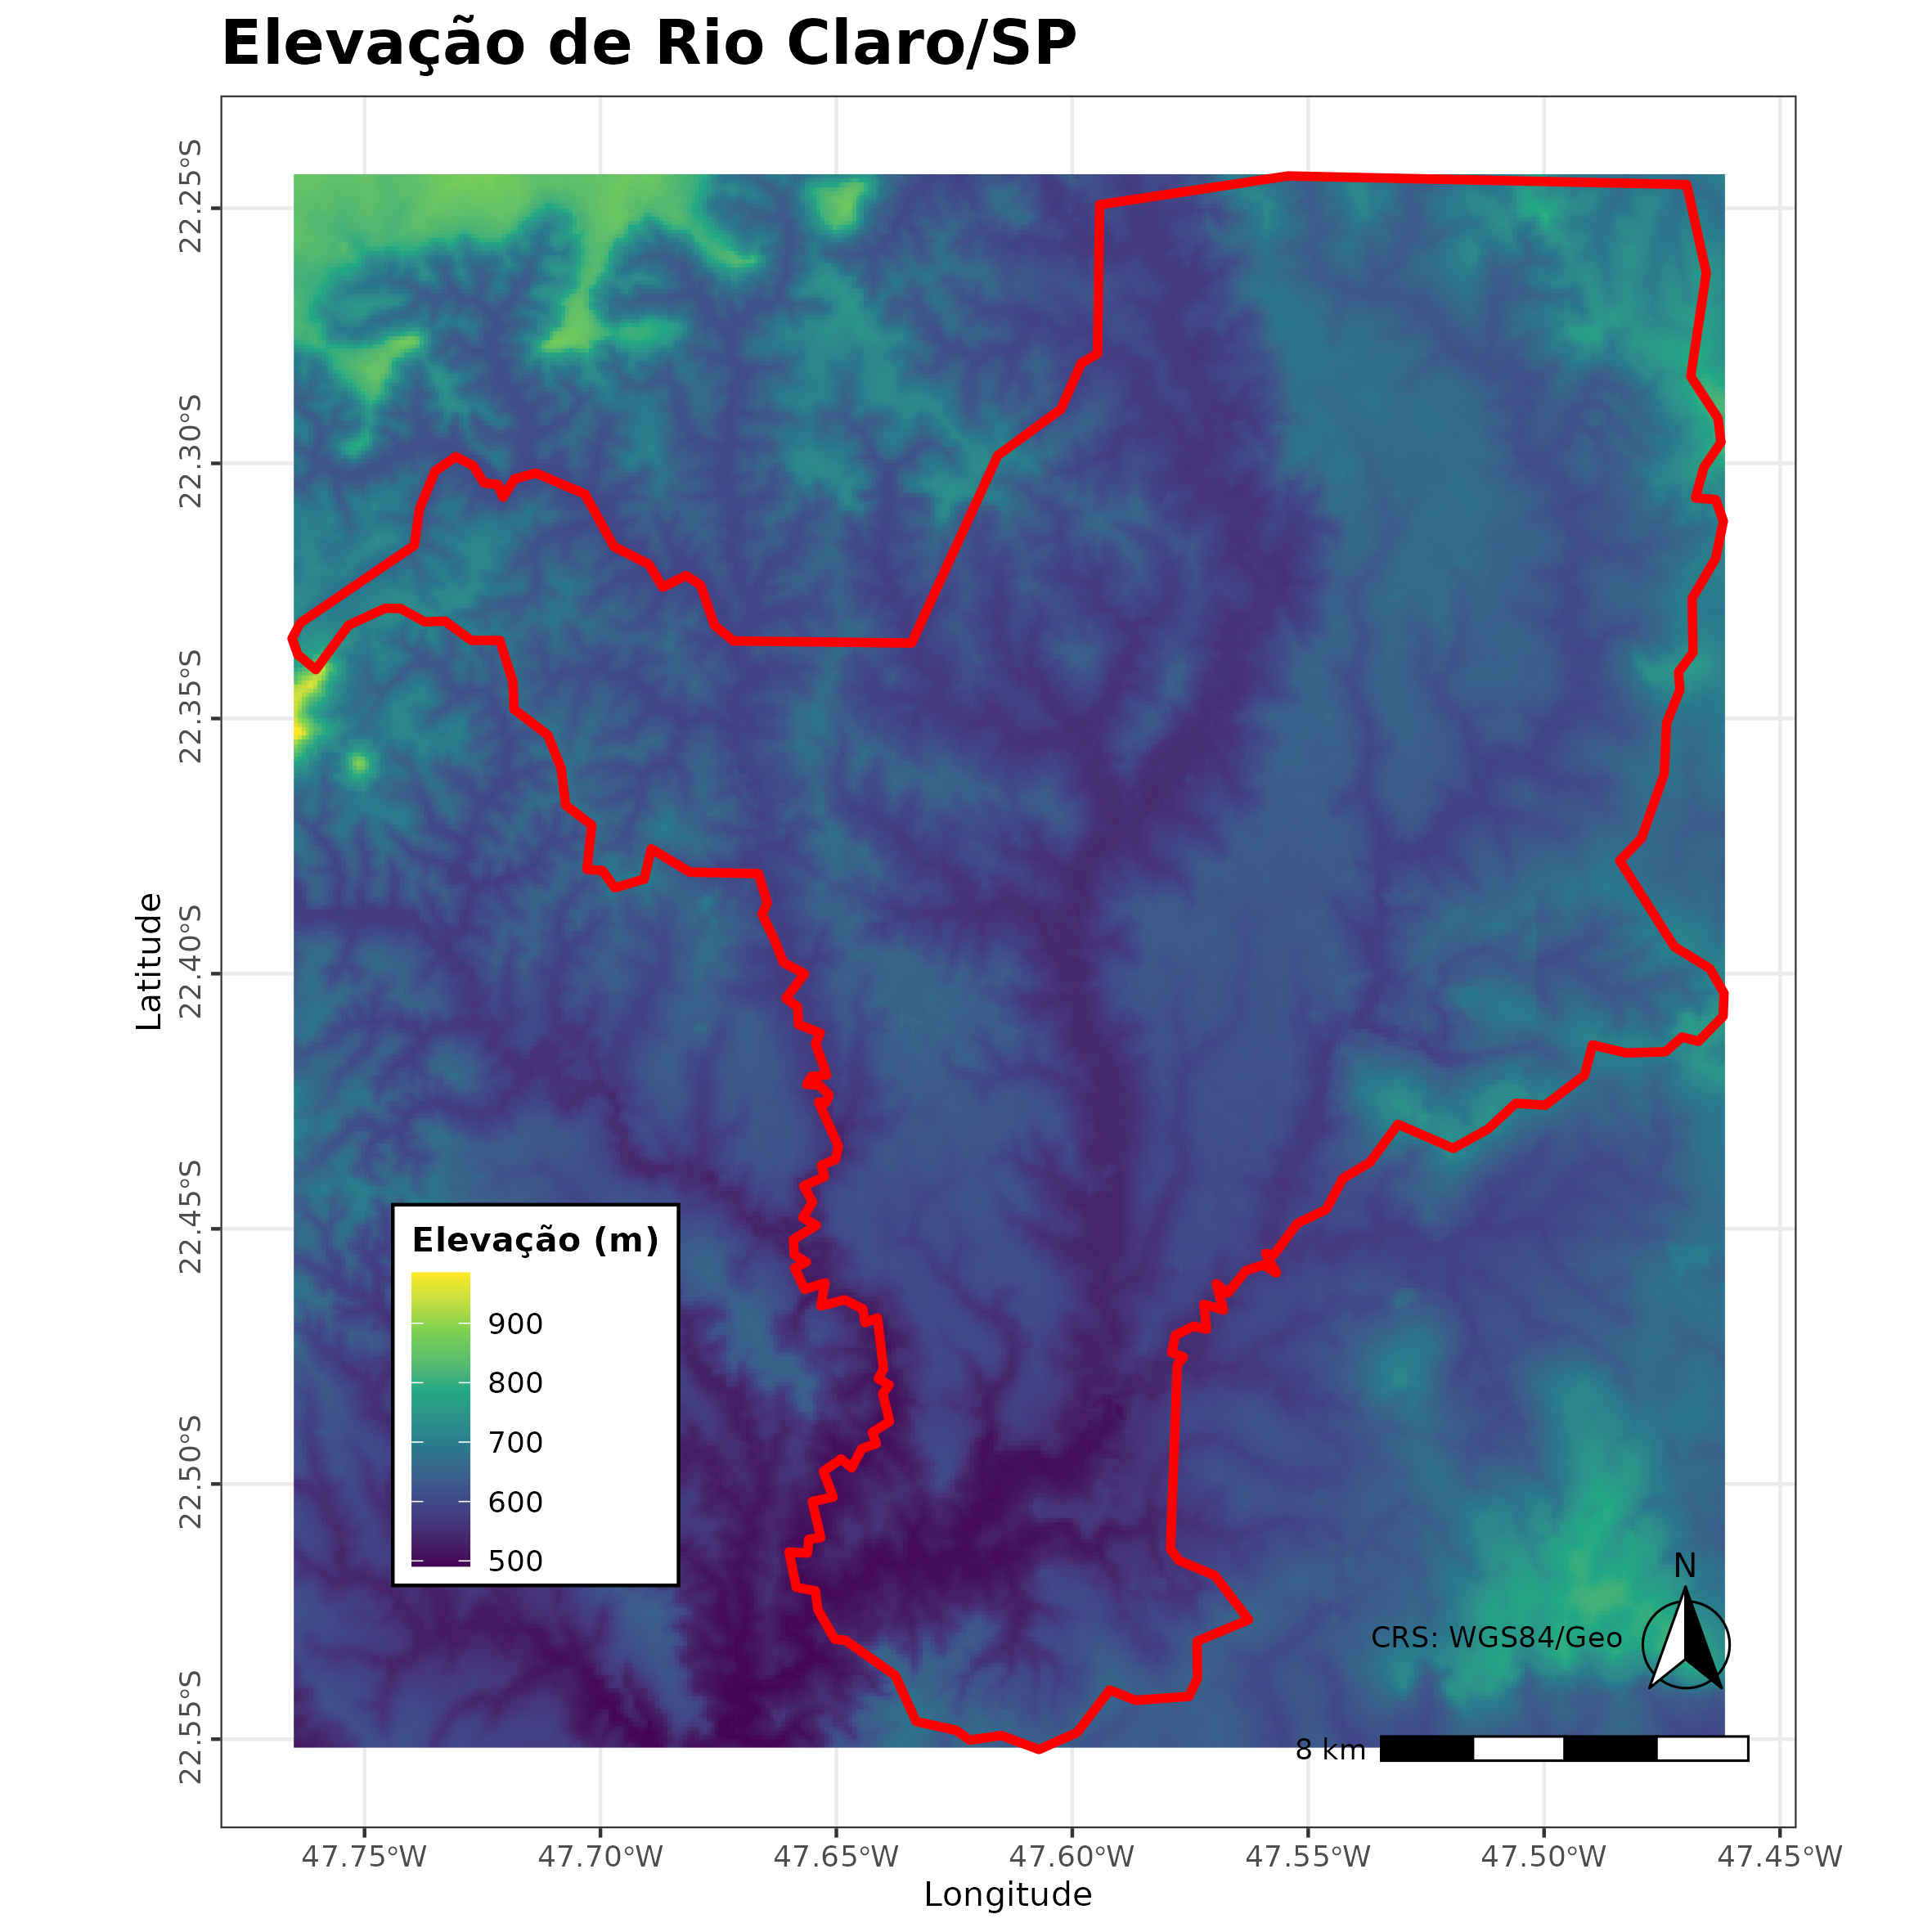 Elevação de Rio Claro/SP
22.25°S
22.30°S
22.35°S
22.40°S
22.45°S
22.50°S
22.55°S
Latitude
Elevação (m)
900
800
700
600
500
N
CRS: WGS84/Geo
8 km
47.75°W
47.70°W
47.65°W
47.60°W
47.55°W
47.50°W
47.45°W
Longitude